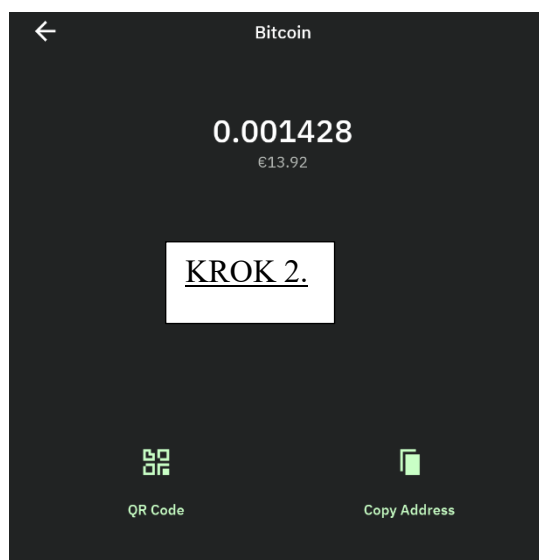 Bitcoin
0.001428
€13.92
KROK 2.
QR Code
Copy Address